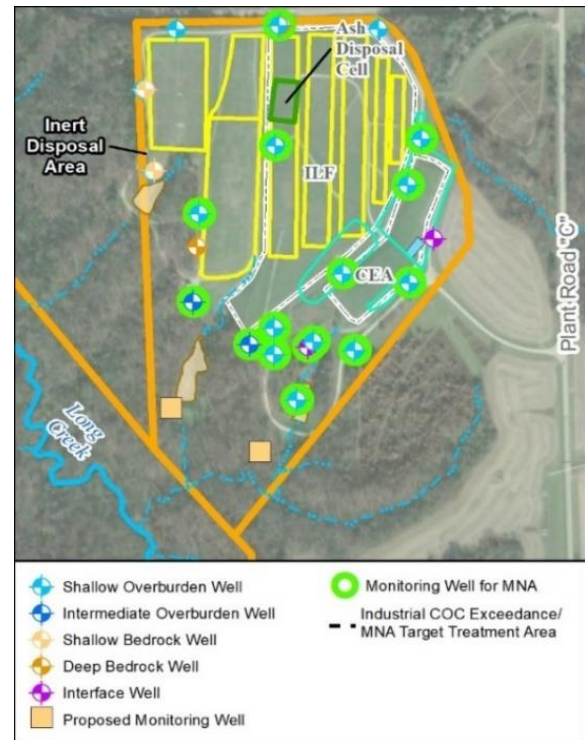 Ash
Disposal
Cell
Inert
Disposal
Area
ILF
CEA
Plant Road "C"
Long
Creek
Shallow Overburden Well
Intermediate Overburden Well
Shallow Bedrock Well
Deep Bedrock Well
Interface Well
Proposed Monitoring Well
Monitoring Well for MNA
Industrial COC Exceedance/
MNA Target Treatment Area